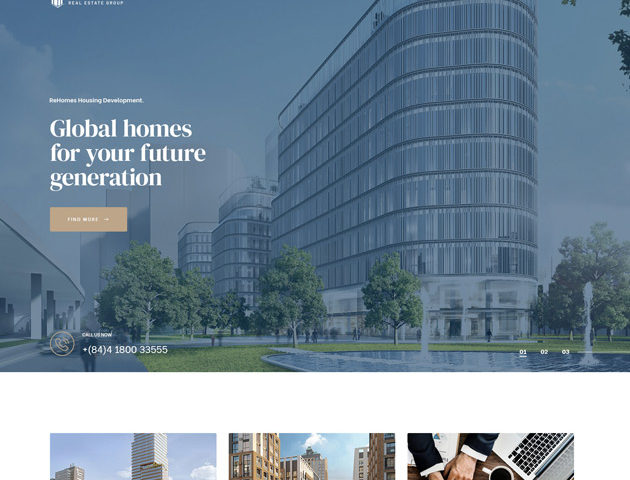 REAL ESTATE GROUP
ReHomes Housing Development.
Global homes
for your future
generation
FIND MORE →
CALL US NOW
+(84)4 1800 33555
01 02 03